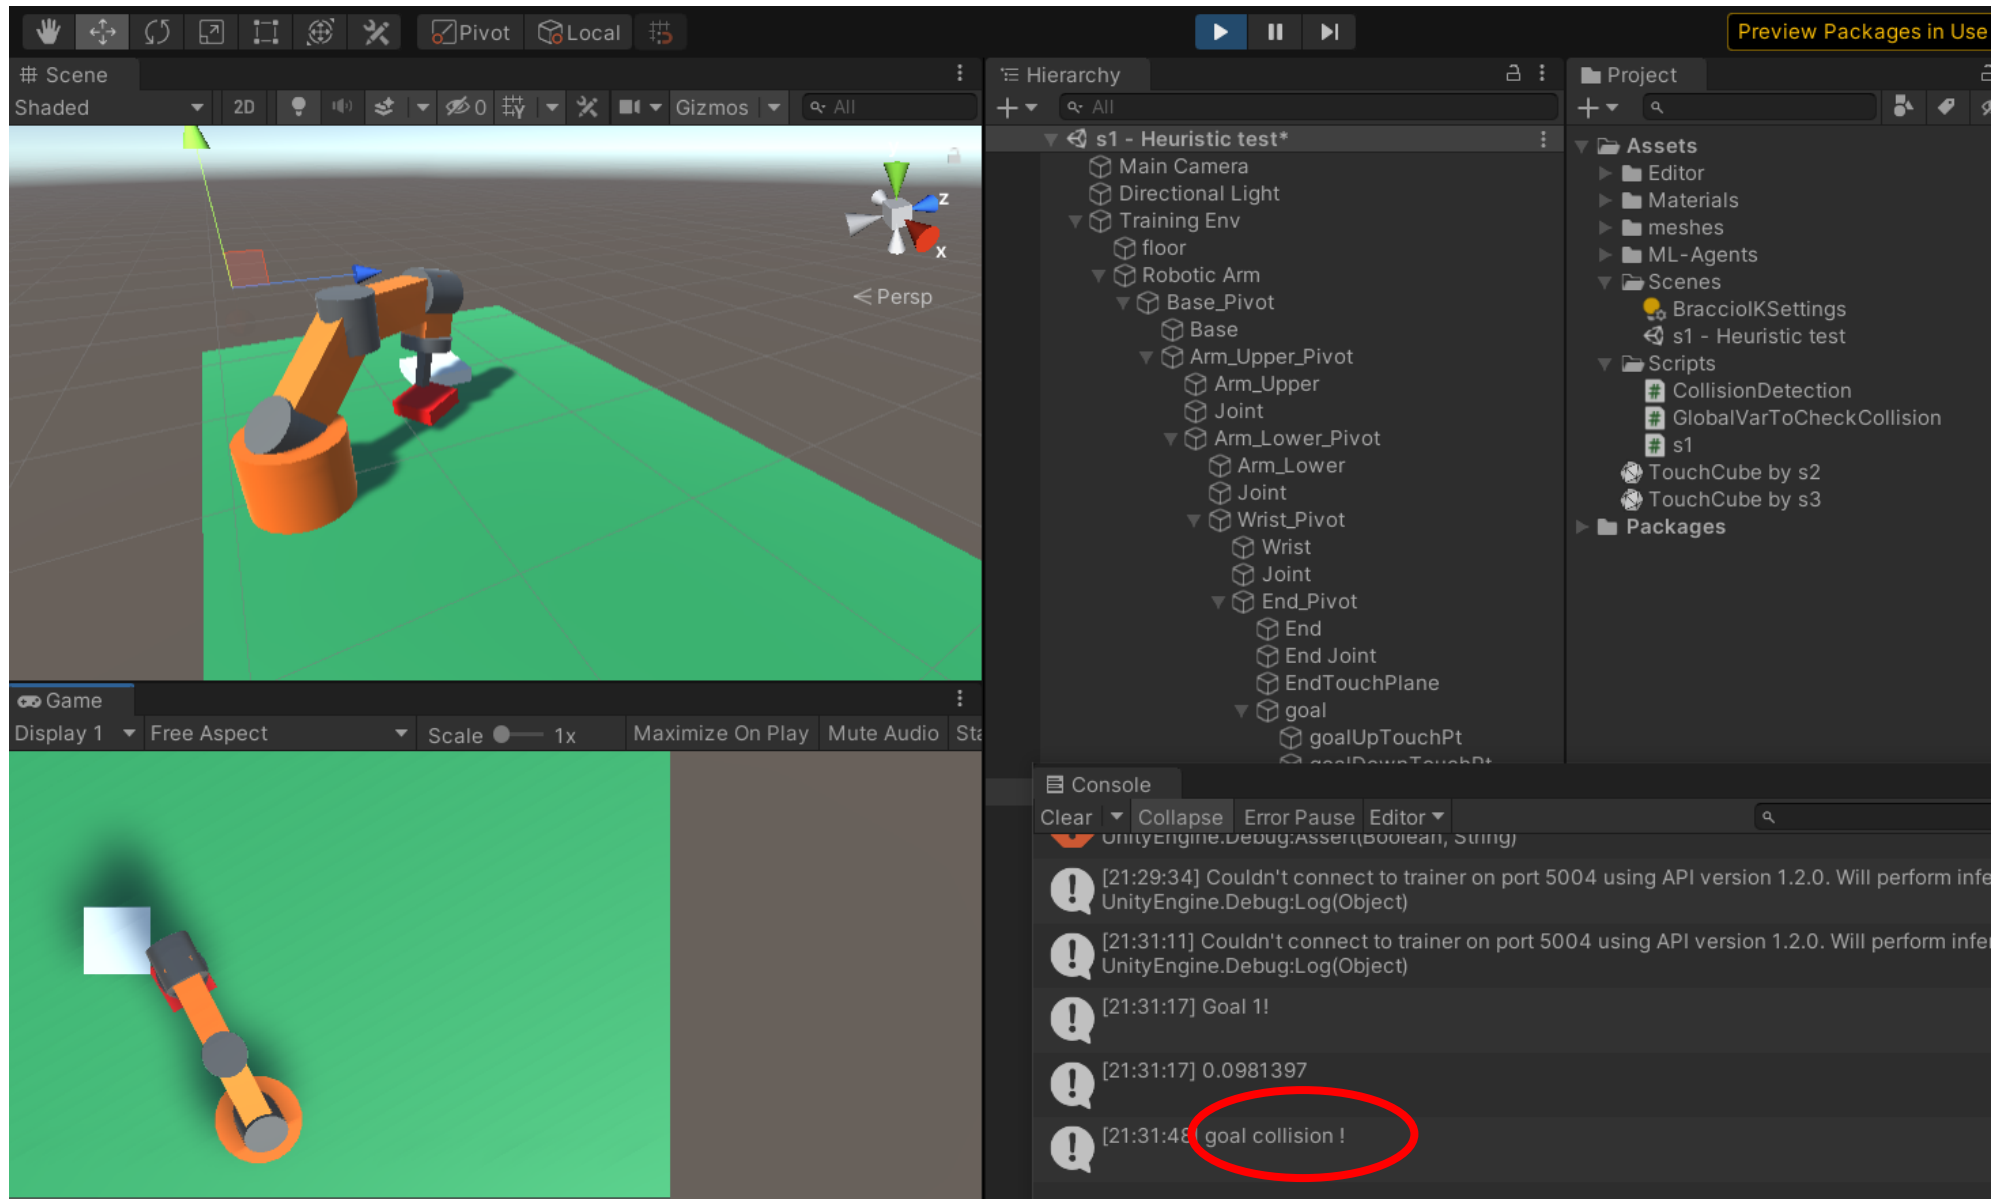 Pivot Local Preview Packages in Use
Scene
Shaded 2D 0 Gizmos All
z
x
Persp
Hierarchy
All
s1 - Heuristic test*
Main Camera
Directional Light
Training Env
floor
Robotic Arm
Base_Pivot
Base
Arm_Upper_Pivot
Arm_Upper
Joint
Arm_Lower_Pivot
Arm_Lower
Joint
Wrist_Pivot
Wrist
Joint
End_Pivot
End
End Joint
EndTouchPlane
goal
goalUpTouchPt
goalDownTouchPt
Project
Assets
Editor
Materials
meshes
ML-Agents
Scenes
BraccioIKSettings
s1 - Heuristic test
Scripts
CollisionDetection
GlobalVarToCheckCollision
s1
TouchCube by s2
TouchCube by s3
Packages
Game
Display 1 Free Aspect Scale 1x Maximize On Play Mute Audio Sta
Console
Clear Collapse Error Pause Editor
UnityEngine.Debug:Assert(Boolean, String)
[21:29:34] Couldn't connect to trainer on port 5004 using API version 1.2.0. Will perform infe
UnityEngine.Debug:Log(Object)
[21:31:11] Couldn't connect to trainer on port 5004 using API version 1.2.0. Will perform infe
UnityEngine.Debug:Log(Object)
[21:31:17] Goal 1!
[21:31:17] 0.0981397
[21:31:48] goal collision !